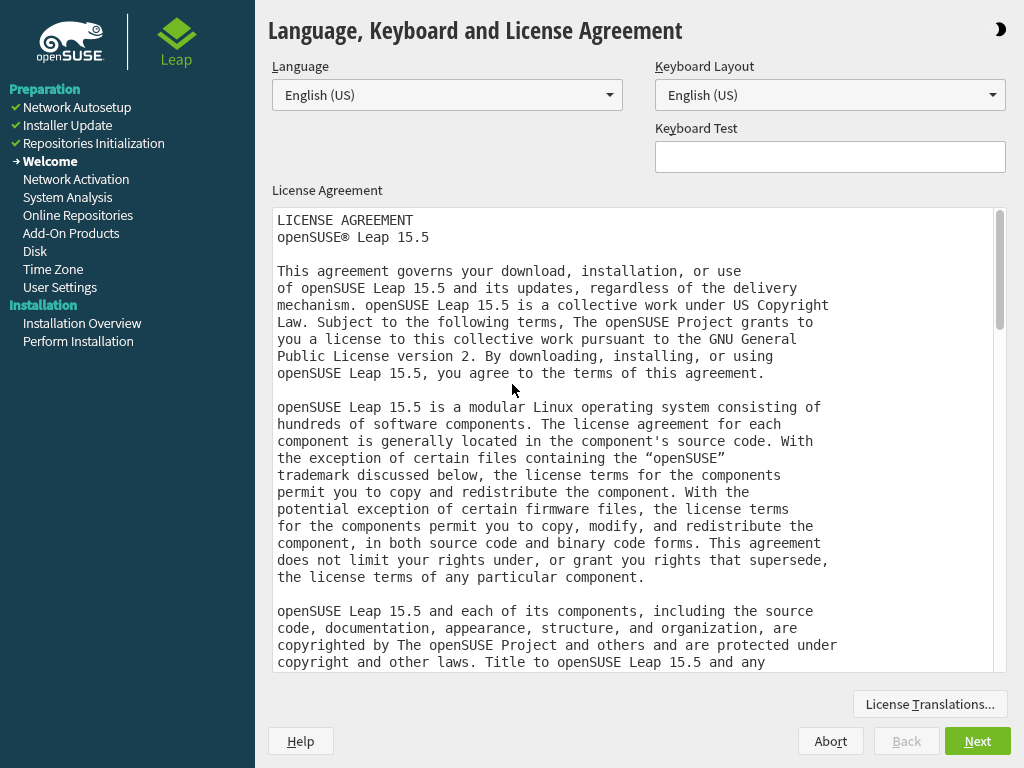 openSUSE
Leap
Preparation
Network Autosetup
Installer Update
Repositories Initialization
Welcome
Network Activation
System Analysis
Online Repositories
Add-On Products
Disk
Time Zone
User Settings
Installation
Installation Overview
Perform Installation
Language, Keyboard and License Agreement
Language
English (US)
Keyboard Layout
English (US)
Keyboard Test
License Agreement
LICENSE AGREEMENT
openSUSE® Leap 15.5
This agreement governs your download, installation, or use
of openSUSE Leap 15.5 and its updates, regardless of the delivery
mechanism. openSUSE Leap 15.5 is a collective work under US Copyright
Law. Subject to the following terms, The openSUSE Project grants to
you a license to this collective work pursuant to the GNU General
Public License version 2. By downloading, installing, or using
openSUSE Leap 15.5, you agree to the terms of this agreement.
openSUSE Leap 15.5 is a modular Linux operating system consisting of
hundreds of software components. The license agreement for each
component is generally located in the component's source code. With
the exception of certain files containing the “openSUSE”
trademark discussed below, the license terms for the components
permit you to copy and redistribute the component. With the
potential exception of certain firmware files, the license terms
for the components permit you to copy, modify, and redistribute the
component, in both source code and binary code forms. This agreement
does not limit your rights under, or grant you rights that supersede,
the license terms of any particular component.
openSUSE Leap 15.5 and each of its components, including the source
code, documentation, appearance, structure, and organization, are
copyrighted by The openSUSE Project and others and are protected under
copyright and other laws. Title to openSUSE Leap 15.5 and any
License Translations...
Help
Abort
Back
Next